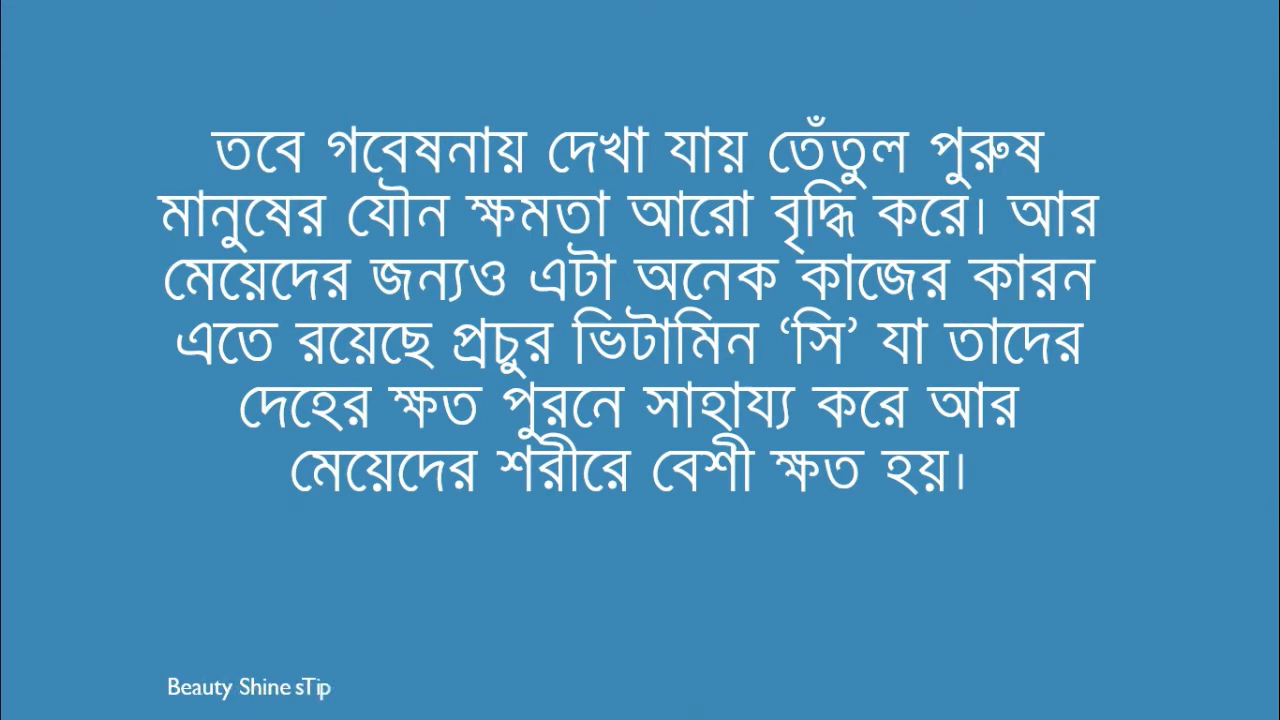 তবে গবেষনায় দেখা যায় তেঁতুল পুরুষ
মানুষের যৌন ক্ষমতা আরো বৃদ্ধি করে। আর
মেয়েদের জন্যও এটা অনেক কাজের কারন
এতে রয়েছে প্রচুর ভিটামিন ‘সি’ যা তাদের
দেহের ক্ষত পুরনে সাহায্য করে আর
মেয়েদের শরীরে বেশী ক্ষত হয়।
Beauty Shine sTip